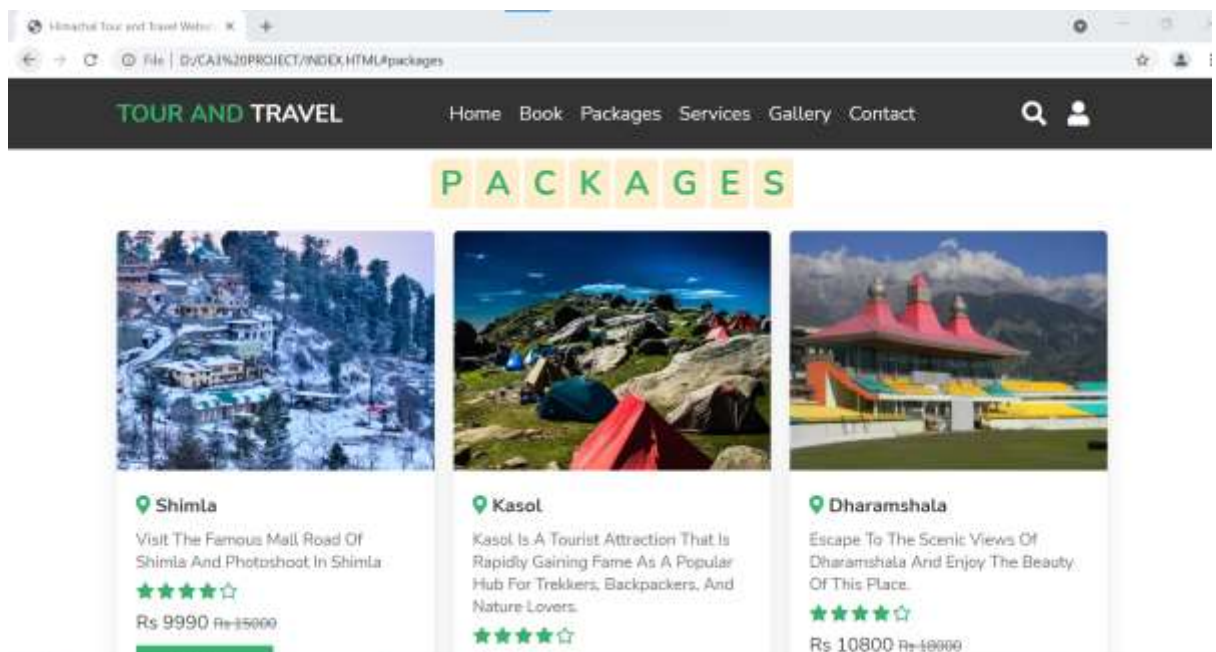 Himachal Tour and Travel Websi
File | D:/CA3%20PROJECT/INDEX.HTML#packages
TOUR AND TRAVEL Home Book Packages Services Gallery Contact
PACKAGES
Shimla
Visit The Famous Mall Road Of
Shimla And Photoshoot In Shimla
Rs 9990 Rs 15000
Kasol
Kasol Is A Tourist Attraction That Is
Rapidly Gaining Fame As A Popular
Hub For Trekkers, Backpackers, And
Nature Lovers.
Dharamshala
Escape To The Scenic Views Of
Dharamshala And Enjoy The Beauty
Of This Place.
Rs 10800 Rs 18000